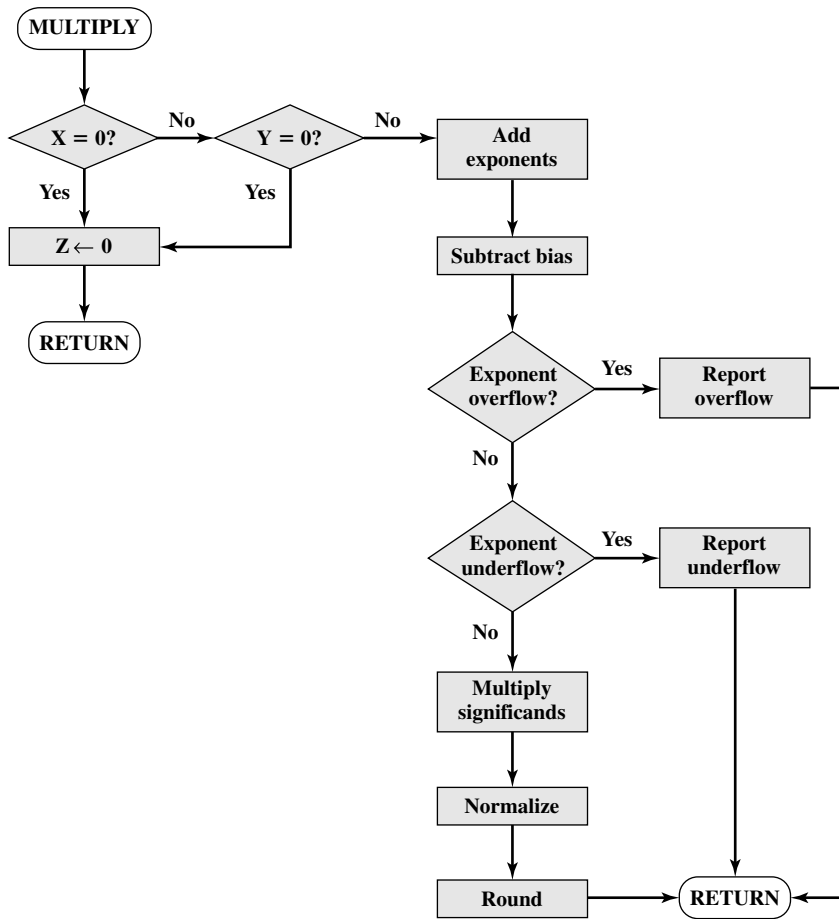 MULTIPLY
X = 0?
No
Y = 0?
No
Add
exponents
Yes
Yes
Z ← 0
Subtract bias
RETURN
Exponent
overflow?
Yes
Report
overflow
No
Exponent
underflow?
Yes
Report
underflow
No
Multiply
significands
Normalize
Round
RETURN